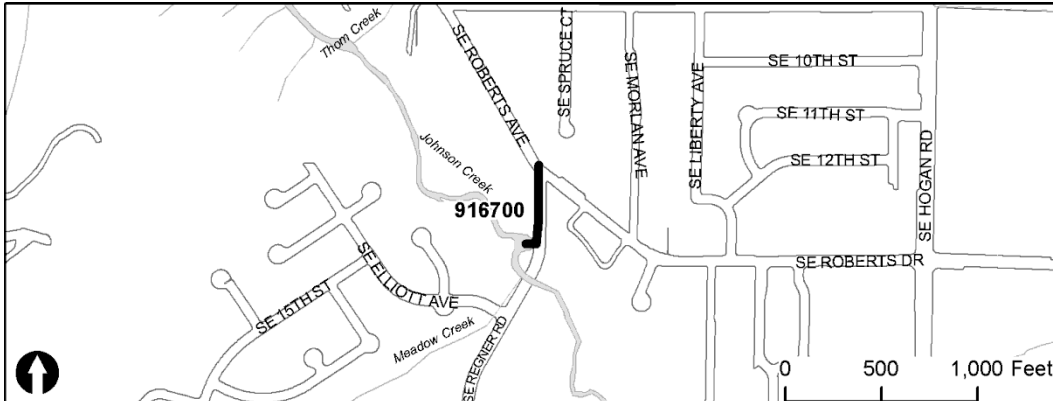 Thom Creek
SE ROBERTS AVE
SE SPRUCE CT
SE MORLAN AVE
SE LIBERTY AVE
SE 10TH ST
SE 11TH ST
SE 12TH ST
SE HOGAN RD
Johnson Creek
916700
SE ELLIOTT AVE
SE 15TH ST
SE ROBERTS DR
Meadow Creek
SE REGNER RD
0 500 1,000 Feet